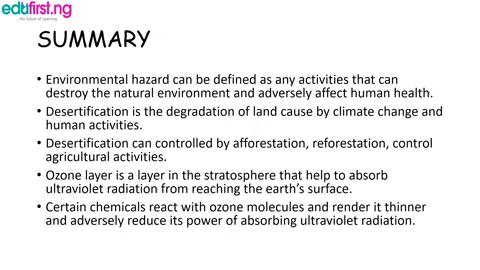 edufirst.ng
...the future of Learning
SUMMARY
• Environmental hazard can be defined as any activities that can
destroy the natural environment and adversely affect human health.
• Desertification is the degradation of land cause by climate change and
human activities.
• Desertification can controlled by afforestation, reforestation, control
agricultural activities.
• Ozone layer is a layer in the stratosphere that help to absorb
ultraviolet radiation from reaching the earth's surface.
• Certain chemicals react with ozone molecules and render it thinner
and adversely reduce its power of absorbing ultraviolet radiation.